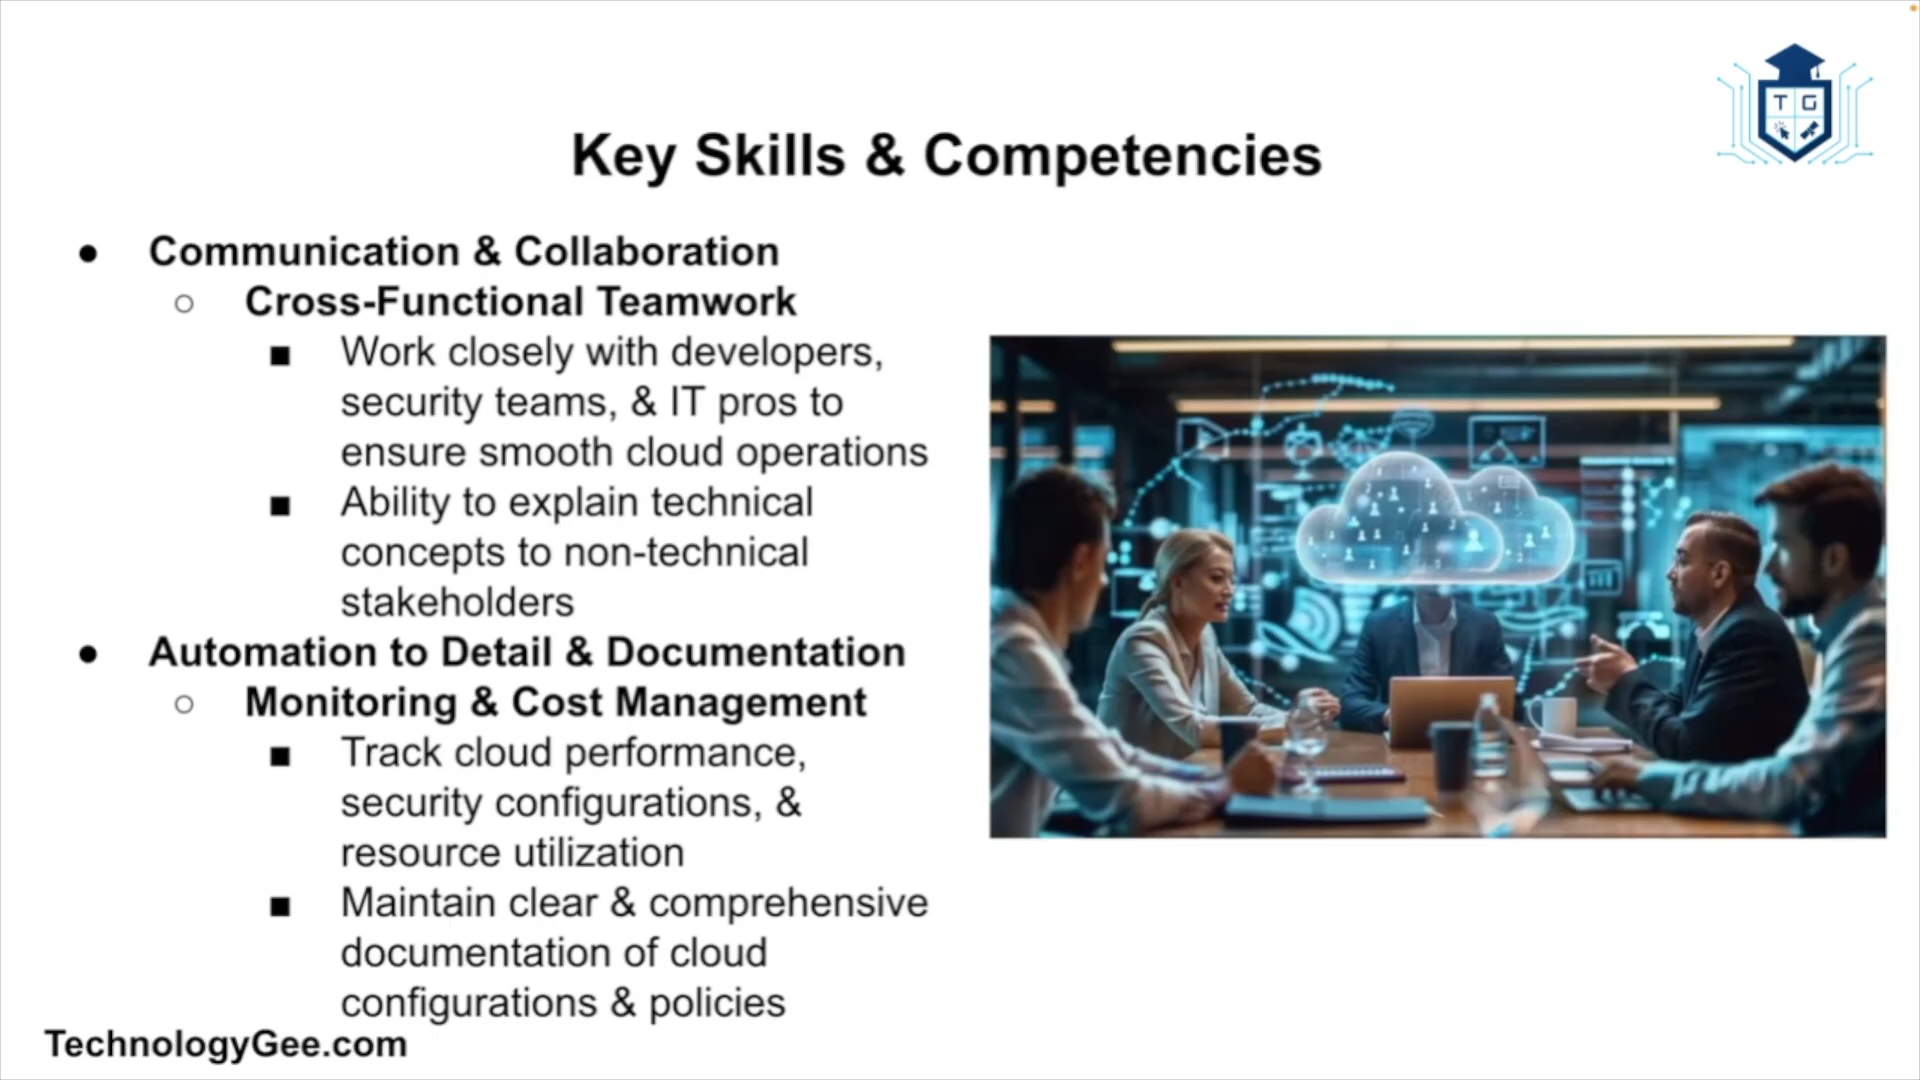 T G
Key Skills & Competencies
● Communication & Collaboration
○ Cross-Functional Teamwork
■ Work closely with developers,
security teams, & IT pros to
ensure smooth cloud operations
■ Ability to explain technical
concepts to non-technical
stakeholders
● Automation to Detail & Documentation
○ Monitoring & Cost Management
■ Track cloud performance,
security configurations, &
resource utilization
■ Maintain clear & comprehensive
documentation of cloud
configurations & policies
TechnologyGee.com